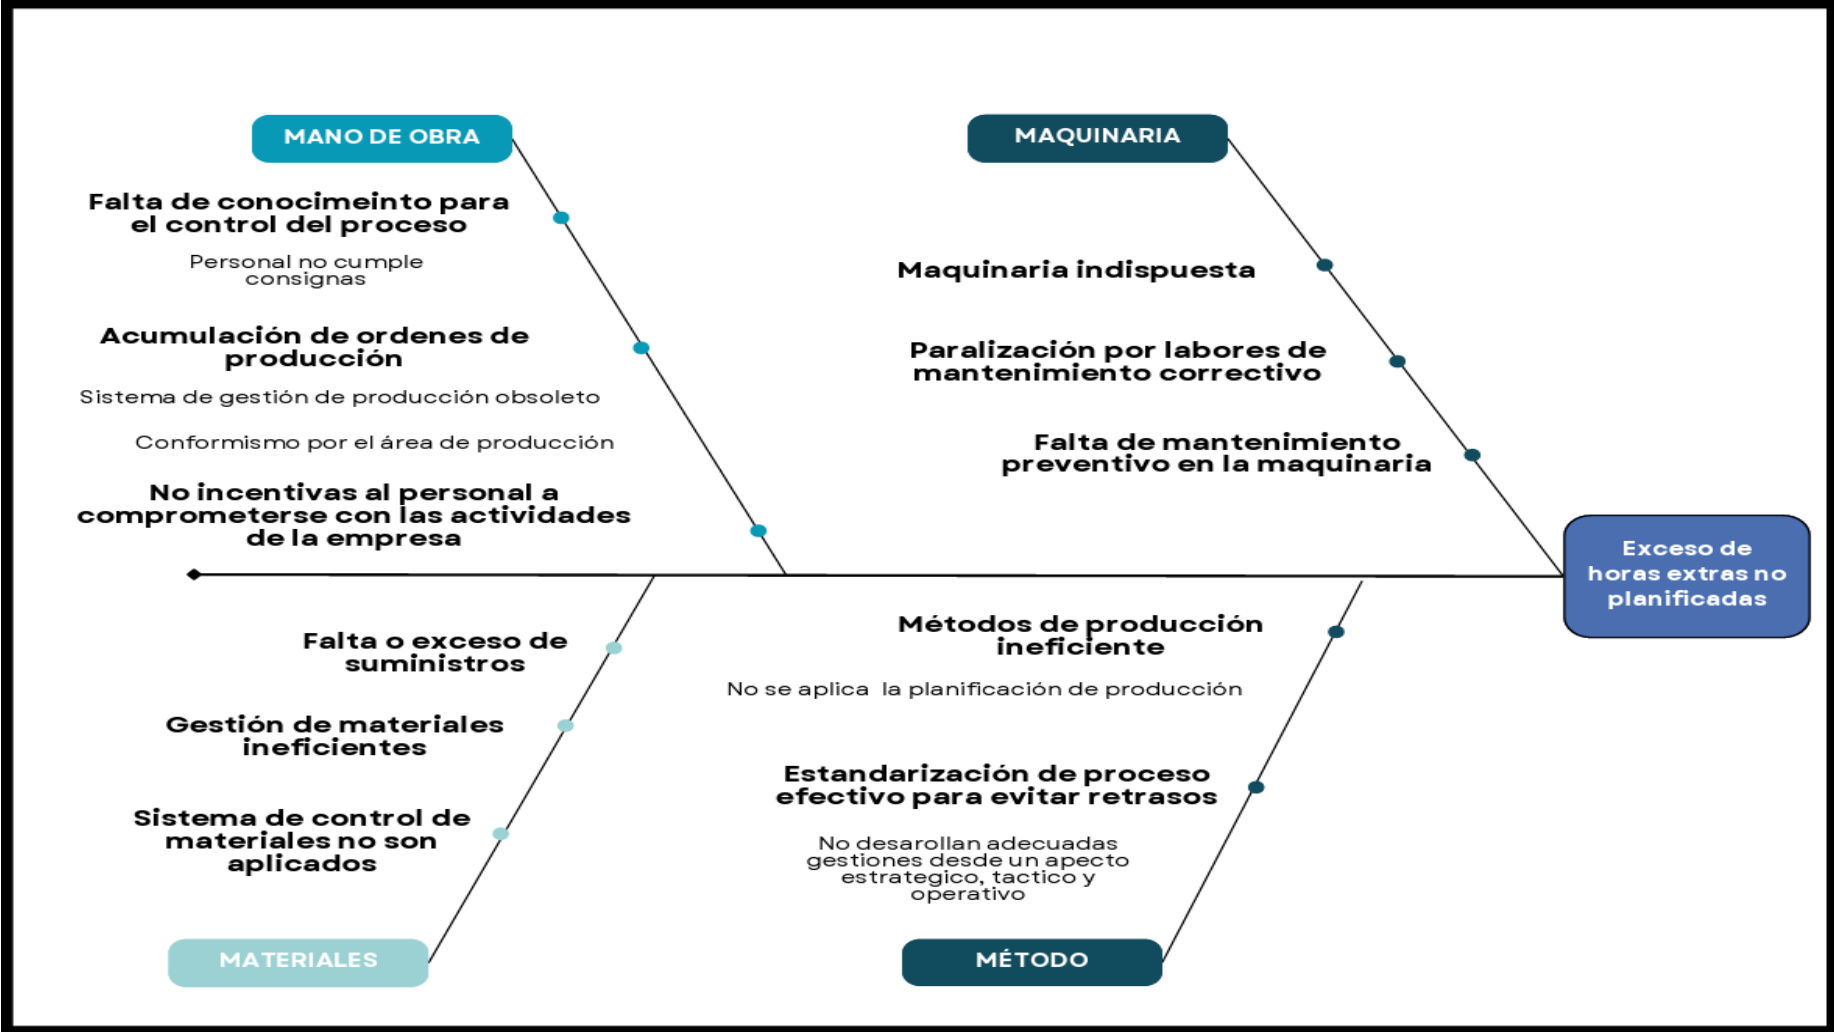 MANO DE OBRA
Falta de conocimeinto para
el control del proceso
Personal no cumple
consignas
Acumulación de ordenes de
producción
Sistema de gestión de producción obsoleto
Conformismo por el área de producción
No incentivas al personal a
comprometerse con las actividades
de la empresa
MAQUINARIA
Maquinaria indispuesta
Paralización por labores de
mantenimiento correctivo
Falta de mantenimiento
preventivo en la maquinaria
Exceso de
horas extras no
planificadas
Falta o exceso de
suministros
Gestión de materiales
ineficientes
Sistema de control de
materiales no son
aplicados
MATERIALES
Métodos de producción
ineficiente
No se aplica la planificación de producción
Estandarización de proceso
efectivo para evitar retrasos
No desarollan adecuadas
gestiones desde un apecto
estrategico, tactico y
operativo
MÉTODO